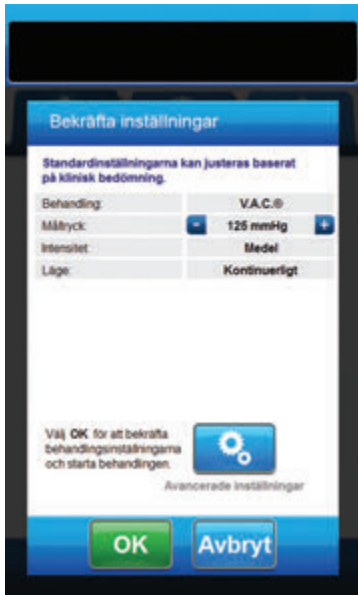 Bekräfta inställningar
Standardinställningarna kan justeras baserat
på klinisk bedömning.
Behandling: V.A.C.®
Måltryck: - 125 mmHg +
Intensitet: Medel
Läge: Kontinuerligt
Välj OK för att bekräfta
behandlingsinställningarna
och starta behandlingen.
Avancerade inställningar
OK Avbryt